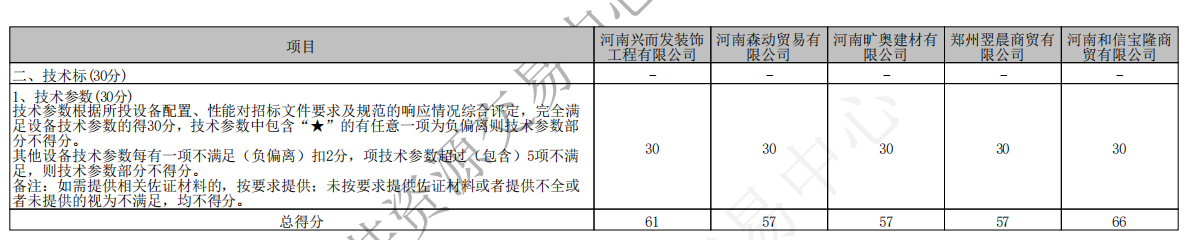 项目
河南兴而发装饰
工程有限公司
河南森动贸易有
限公司
河南旷奥建材有
限公司
郑州翌晨商贸有
限公司
河南和信宝隆商
贸有限公司
二、技术标(30分)
—
—
—
—
—
1、技术参数(30分)
技术参数根据所投设备配置、性能对招标文件要求及规范的响应情况综合评定，完全满
足设备技术参数的得30分，技术参数中包含“★”的有任意一项为负偏离则技术参数部
分不得分。
其他设备技术参数每有一项不满足（负偏离）扣2分，项技术参数超过（包含）5项不满
足，则技术参数部分不得分。
备注：如需提供相关佐证材料的，按要求提供；未按要求提供佐证材料或者提供不全或
者未提供的视为不满足，均不得分。
30
30
30
30
30
总得分
61
57
57
57
66
共资源交易中心
易中心